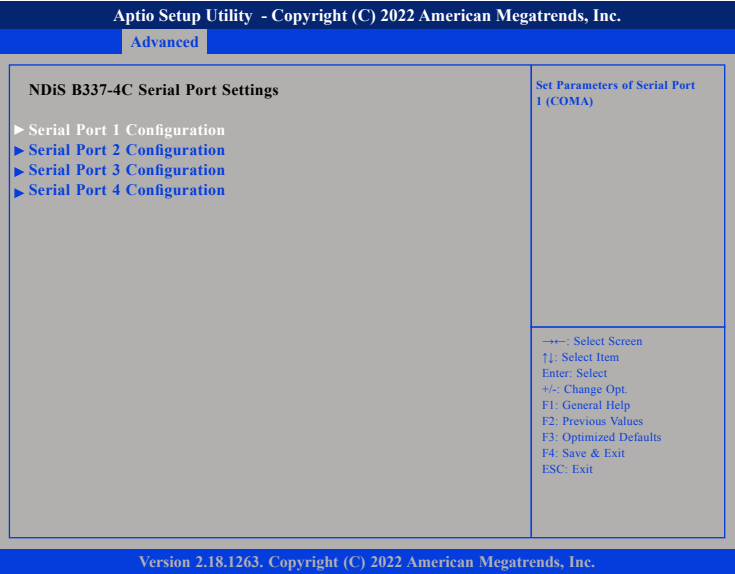 Aptio Setup Utility - Copyright (C) 2022 American Megatrends, Inc.
Advanced
NDiS B337-4C Serial Port Settings
► Serial Port 1 Configuration
► Serial Port 2 Configuration
► Serial Port 3 Configuration
► Serial Port 4 Configuration
Set Parameters of Serial Port
1 (COMA)
→←: Select Screen
↑↓: Select Item
Enter: Select
+/-: Change Opt.
F1: General Help
F2: Previous Values
F3: Optimized Defaults
F4: Save & Exit
ESC: Exit
Version 2.18.1263. Copyright (C) 2022 American Megatrends, Inc.